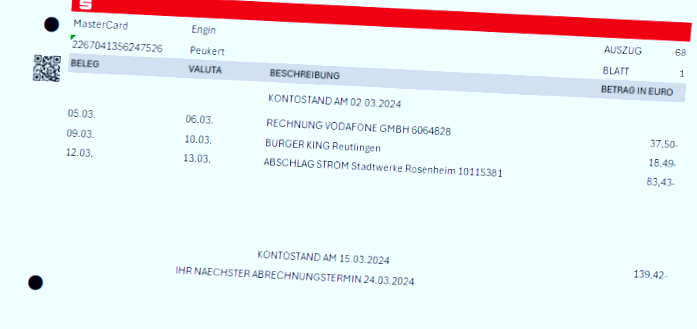 MasterCard Engin AUSZUG 68
2267041356247526 Peukert BLATT 1
BELEG VALUTA BESCHREIBUNG BETRAG IN EURO
KONTOSTAND AM 02.03.2024
05.03. 06.03. RECHNUNG VODAFONE GMBH 6064828 37,50-
09.03. 10.03. BURGER KING Reutlingen 18,49-
12.03. 13.03. ABSCHLAG STROM Stadtwerke Rosenheim 10115381 83,43-
KONTOSTAND AM 15.03.2024 139,42-
IHR NAECHSTER ABRECHNUNGSTERMIN 24.03.2024